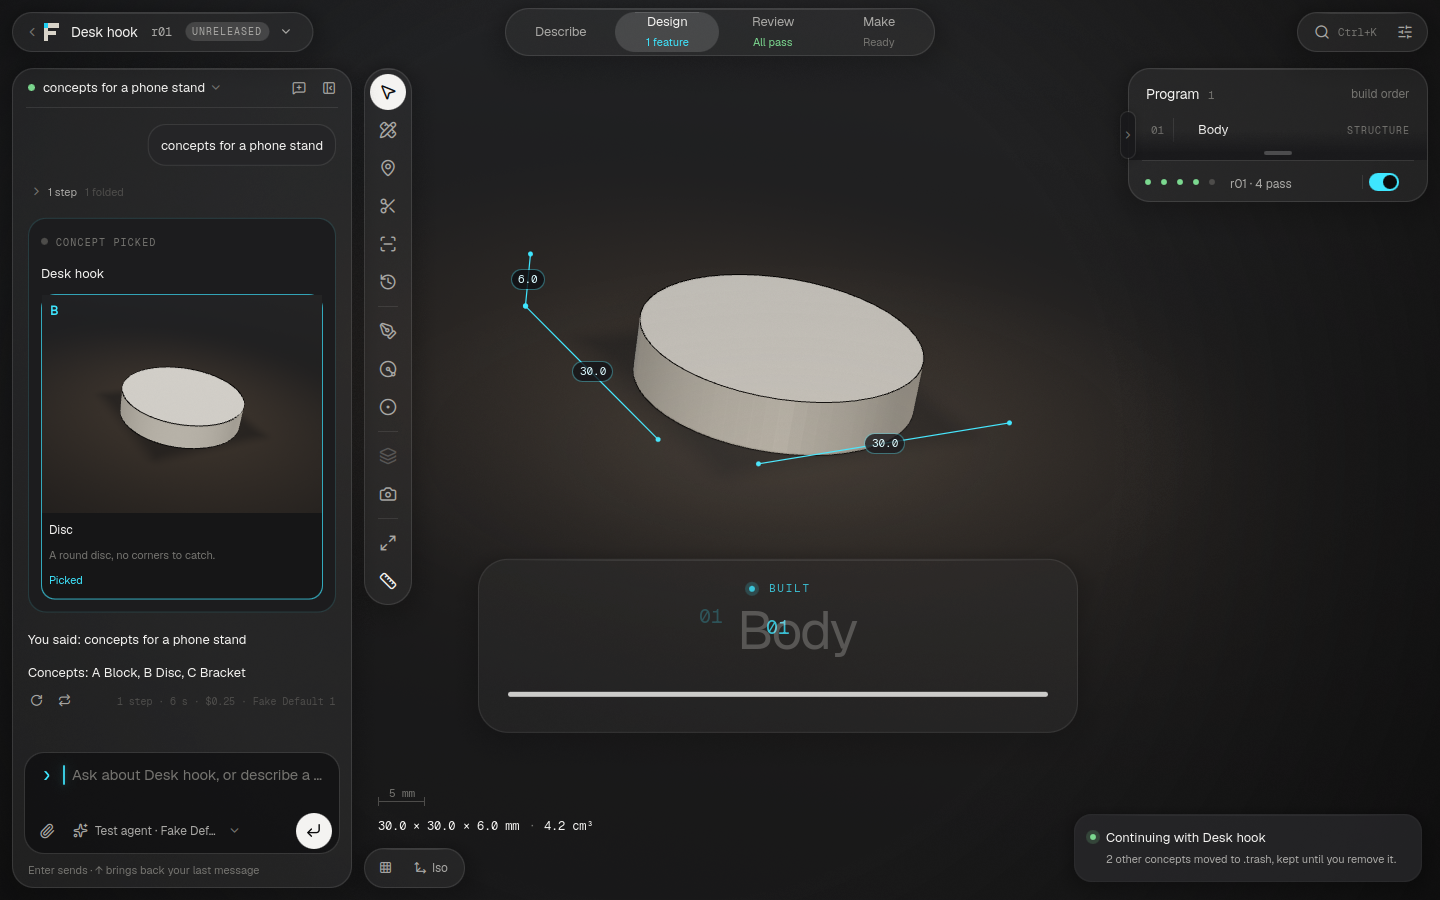 Desk hook r01 UNRELEASED
Describe
Design
1 feature
Review
All pass
Make
Ready
Ctrl+K
concepts for a phone stand
concepts for a phone stand
1 step 1 folded
CONCEPT PICKED
Desk hook
B
Disc
A round disc, no corners to catch.
Picked
You said: concepts for a phone stand
Concepts: A Block, B Disc, C Bracket
1 step · 6 s · $0.25 · Fake Default 1
Ask about Desk hook, or describe a ...
Test agent · Fake Def...
Enter sends · ↑ brings back your last message
6.0
30.0
30.0
BUILT
01
01
Body
5 mm
30.0 × 30.0 × 6.0 mm · 4.2 cm³
Iso
Program 1 build order
01 Body STRUCTURE
r01 · 4 pass
Continuing with Desk hook
2 other concepts moved to .trash, kept until you remove it.